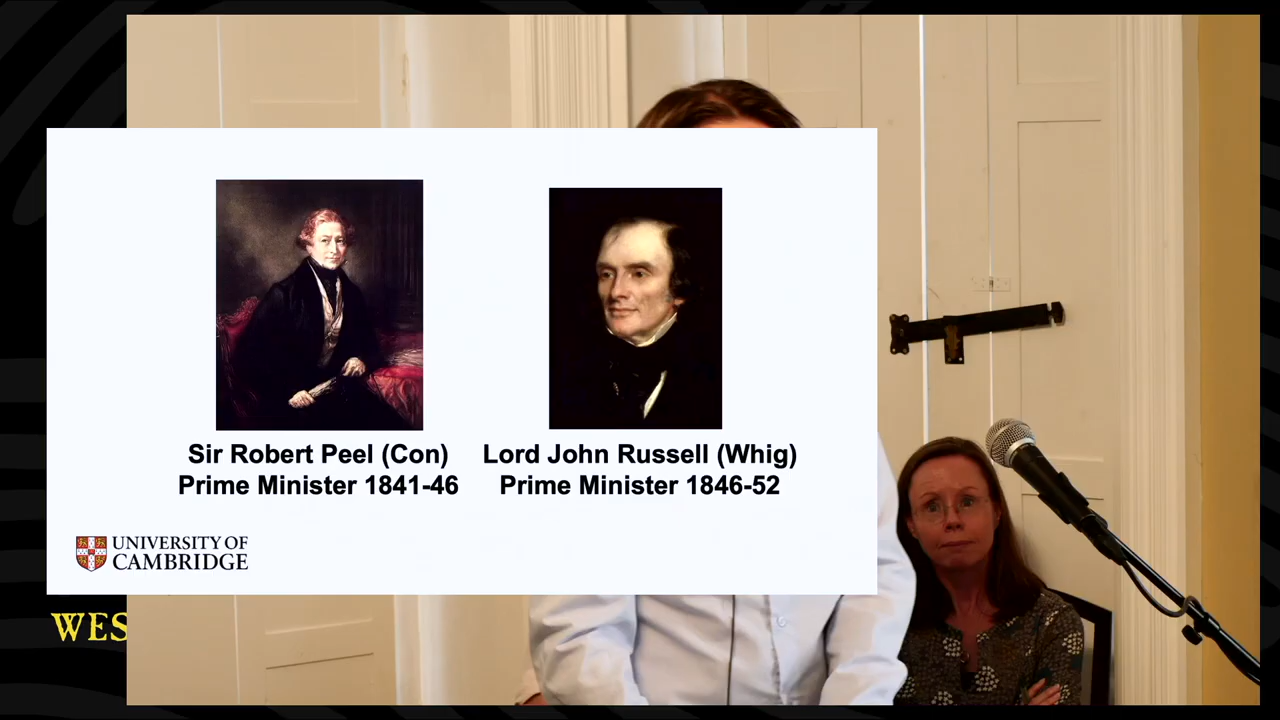 Sir Robert Peel (Con)
Prime Minister 1841-46
Lord John Russell (Whig)
Prime Minister 1846-52
UNIVERSITY OF
CAMBRIDGE
WES